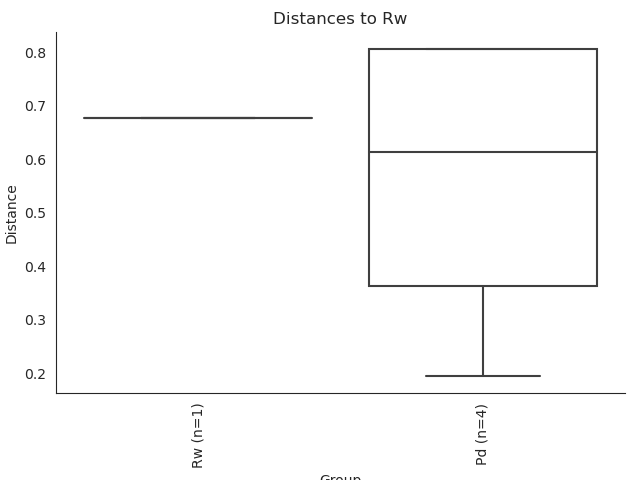 Distances to Rw
Distance
0.8
0.7
0.6
0.5
0.4
0.3
0.2
Rw (n=1)
Pd (n=4)
Group